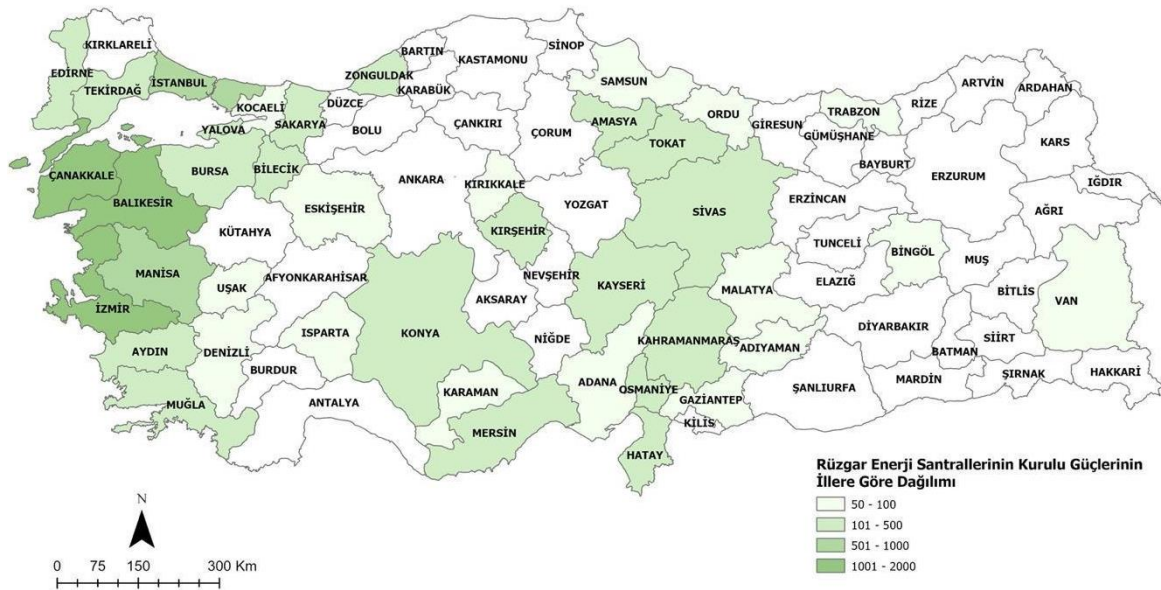 KIRKLARELİ
EDİRNE
TEKİRDAĞ
İSTANBUL
KOCAELİ
YALOVA
SAKARYA
DÜZCE
ZONGULDAK
BARTIN
KARABÜK
KASTAMONU
SİNOP
BOLU
ÇANKIRI
ÇORUM
SAMSUN
AMASYA
TOKAT
ORDU
GİRESUN
TRABZON
GÜMÜŞHANE
BAYBURT
RİZE
ARTVİN
ARDAHAN
KARS
IĞDIR
AĞRI
ERZURUM
ERZİNCAN
ÇANAKKALE
BALIKESİR
BURSA
BİLECİK
ESKİŞEHİR
KÜTAHYA
ANKARA
KIRIKKALE
KIRŞEHİR
YOZGAT
SİVAS
TUNCELİ
BİNGÖL
MUŞ
BİTLİS
VAN
MANİSA
UŞAK
AFYONKARAHİSAR
İZMİR
AYDIN
DENİZLİ
ISPARTA
BURDUR
KONYA
AKSARAY
NEVŞEHİR
NİĞDE
KAYSERİ
MALATYA
ELAZIĞ
DİYARBAKIR
BATMAN
SİİRT
ŞIRNAK
HAKKARİ
MARDİN
ŞANLIURFA
ADIYAMAN
KAHRAMANMARAŞ
GAZİANTEP
KİLİS
OSMANİYE
ADANA
HATAY
MERSİN
KARAMAN
ANTALYA
MUĞLA
Rüzgar Enerji Santrallerinin Kurulu Güçlerinin
İllere Göre Dağılımı
50 - 100
101 - 500
501 - 1000
1001 - 2000
N
0 75 150 300 Km